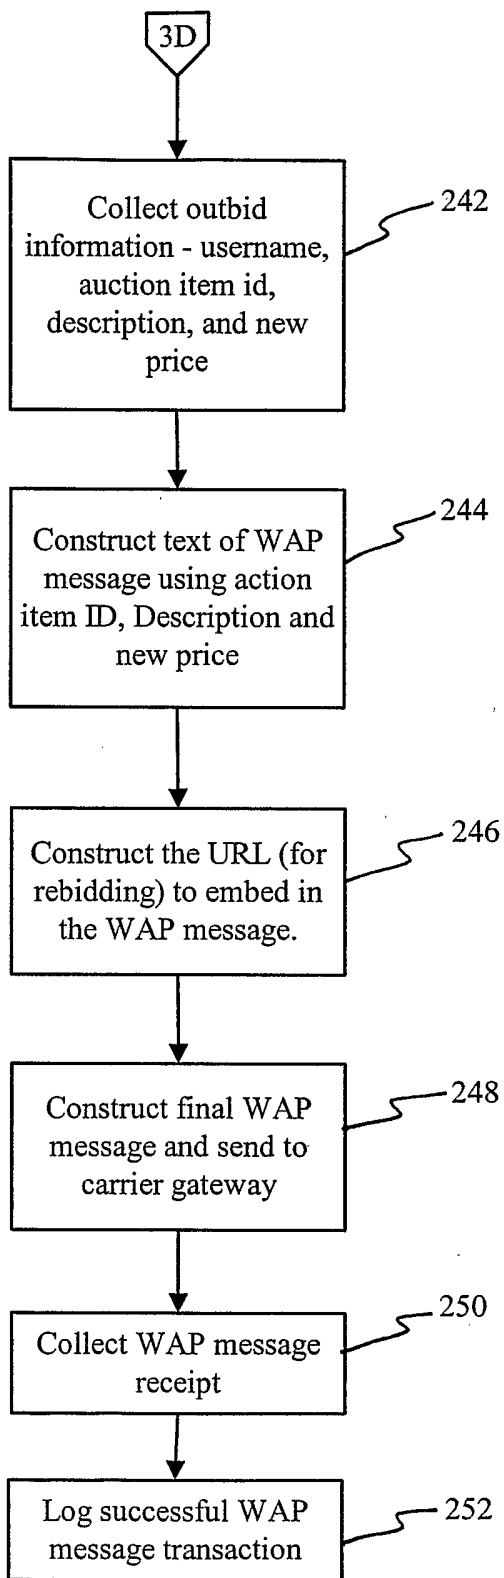 3D
Collect outbid
information - username,
auction item id,
description, and new
price
242
Construct text of WAP
message using action
item ID, Description and
new price
244
Construct the URL (for
rebidding) to embed in
the WAP message.
246
Construct final WAP
message and send to
carrier gateway
248
Collect WAP message
receipt
250
Log successful WAP
message transaction
252